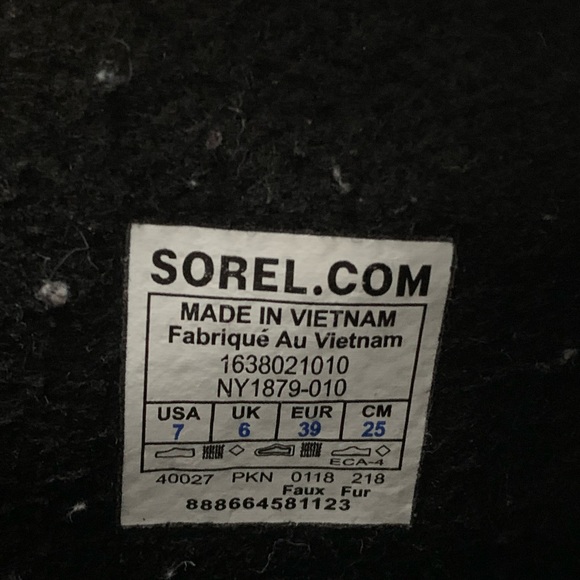 SOREL.COM
MADE IN VIETNAM
Fabriqué Au Vietnam
1638021010
NY1879-010
USA UK EUR CM
7 6 39 25
ECA-4
40027 PKN 0118 218
Faux Fur
888664581123